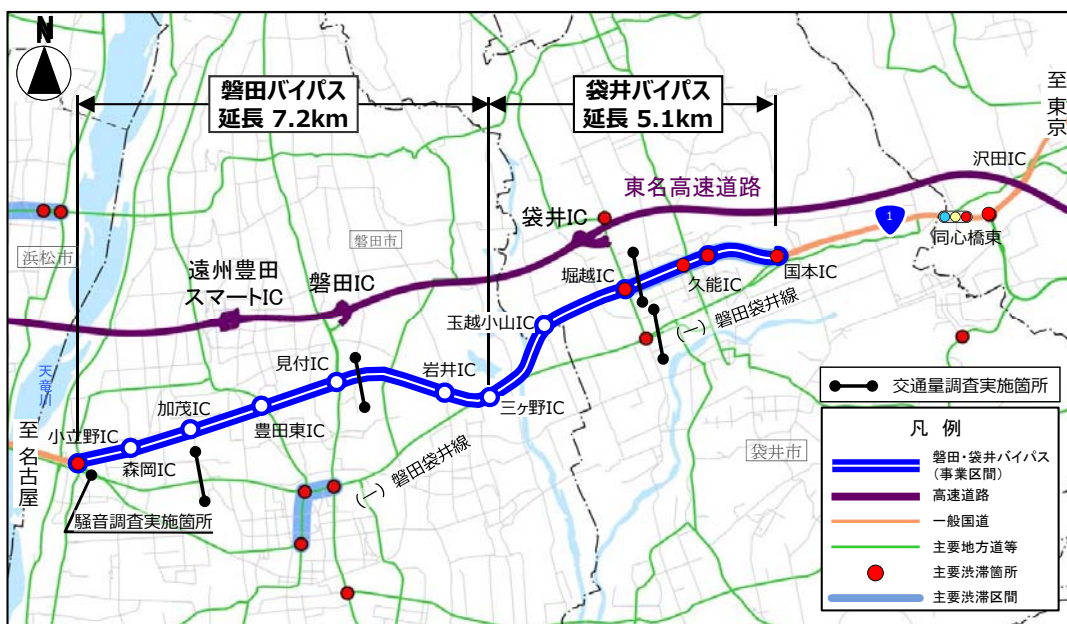 N
磐田バイパス
延長 7.2km
袋井バイパス
延長 5.1km
至
東
京
沢田IC
東名高速道路
袋井IC
1
同心橋東
浜松市
磐田市
遠州豊田
スマートIC
磐田IC
堀越IC
久能IC
国本IC
(一)磐田袋井線
玉越小山IC
見付IC
岩井IC
天竜川
加茂IC
三ヶ野IC
交通量調査実施箇所
至
名
古
屋
小立野IC
豊田東IC
森岡IC
(一)磐田袋井線
袋井市
騒音調査実施箇所
凡 例
磐田・袋井バイパス
(事業区間)
高速道路
一般国道
主要地方道等
主要渋滞箇所
主要渋滞区間